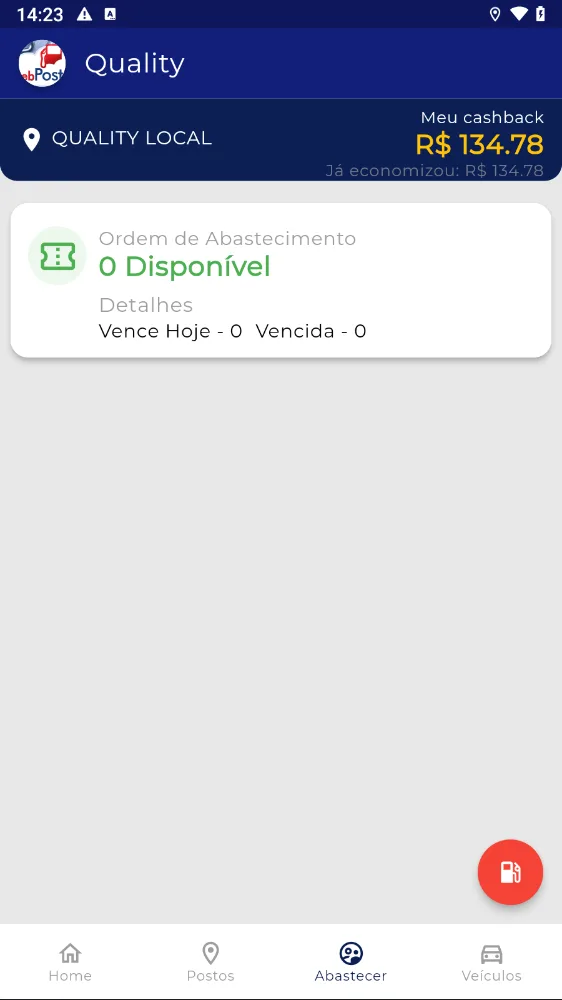 14:23
ebPost
Quality
QUALITY LOCAL
Meu cashback
R$ 134.78
Já economizou: R$ 134.78
Ordem de Abastecimento
0 Disponível
Detalhes
Vence Hoje - 0 Vencida - 0
Home
Postos
Abastecer
Veículos